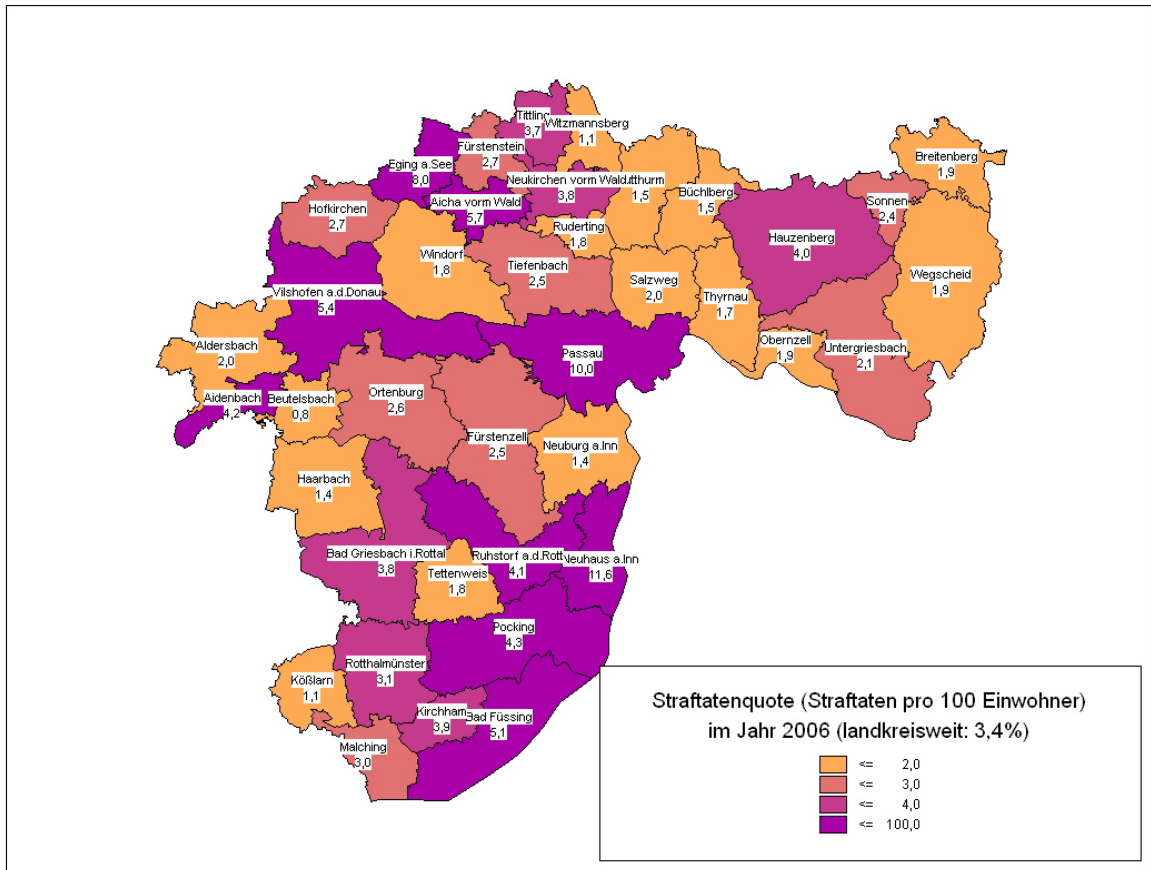 Tittling
3,7
Witzmannsberg
1,1
Fürstenstein
2,7
Eging a.See
8,0
Neukirchen vorm Wald
3,8
tthurm
1,5
Büchlberg
1,5
Breitenberg
1,9
Sonnen
2,4
Aicha vorm Wald
5,7
Hofkirchen
2,7
Ruderting
1,8
Hauzenberg
4,0
Windorf
1,8
Tiefenbach
2,5
Salzweg
2,0
Thyrnau
1,7
Wegscheid
1,9
Vilshofen a.d.Donau
5,4
Aldersbach
2,0
Passau
10,0
Obernzell
1,9
Untergriesbach
2,1
Aidenbach
4,2
Beutelsbach
0,8
Ortenburg
2,6
Fürstenzell
2,5
Neuburg a.Inn
1,4
Haarbach
1,4
Bad Griesbach i.Rottal
3,8
Tettenweis
1,8
Ruhstorf a.d.Rott
4,1
Neuhaus a.Inn
11,6
Pocking
4,3
Rotthalmünster
3,1
Kößlarn
1,1
Kirchham
3,9
Bad Füssing
5,1
Malching
3,0
Straftatenquote (Straftaten pro 100 Einwohner)
im Jahr 2006 (landkreisweit: 3,4%)
<= 2,0
<= 3,0
<= 4,0
<= 100,0